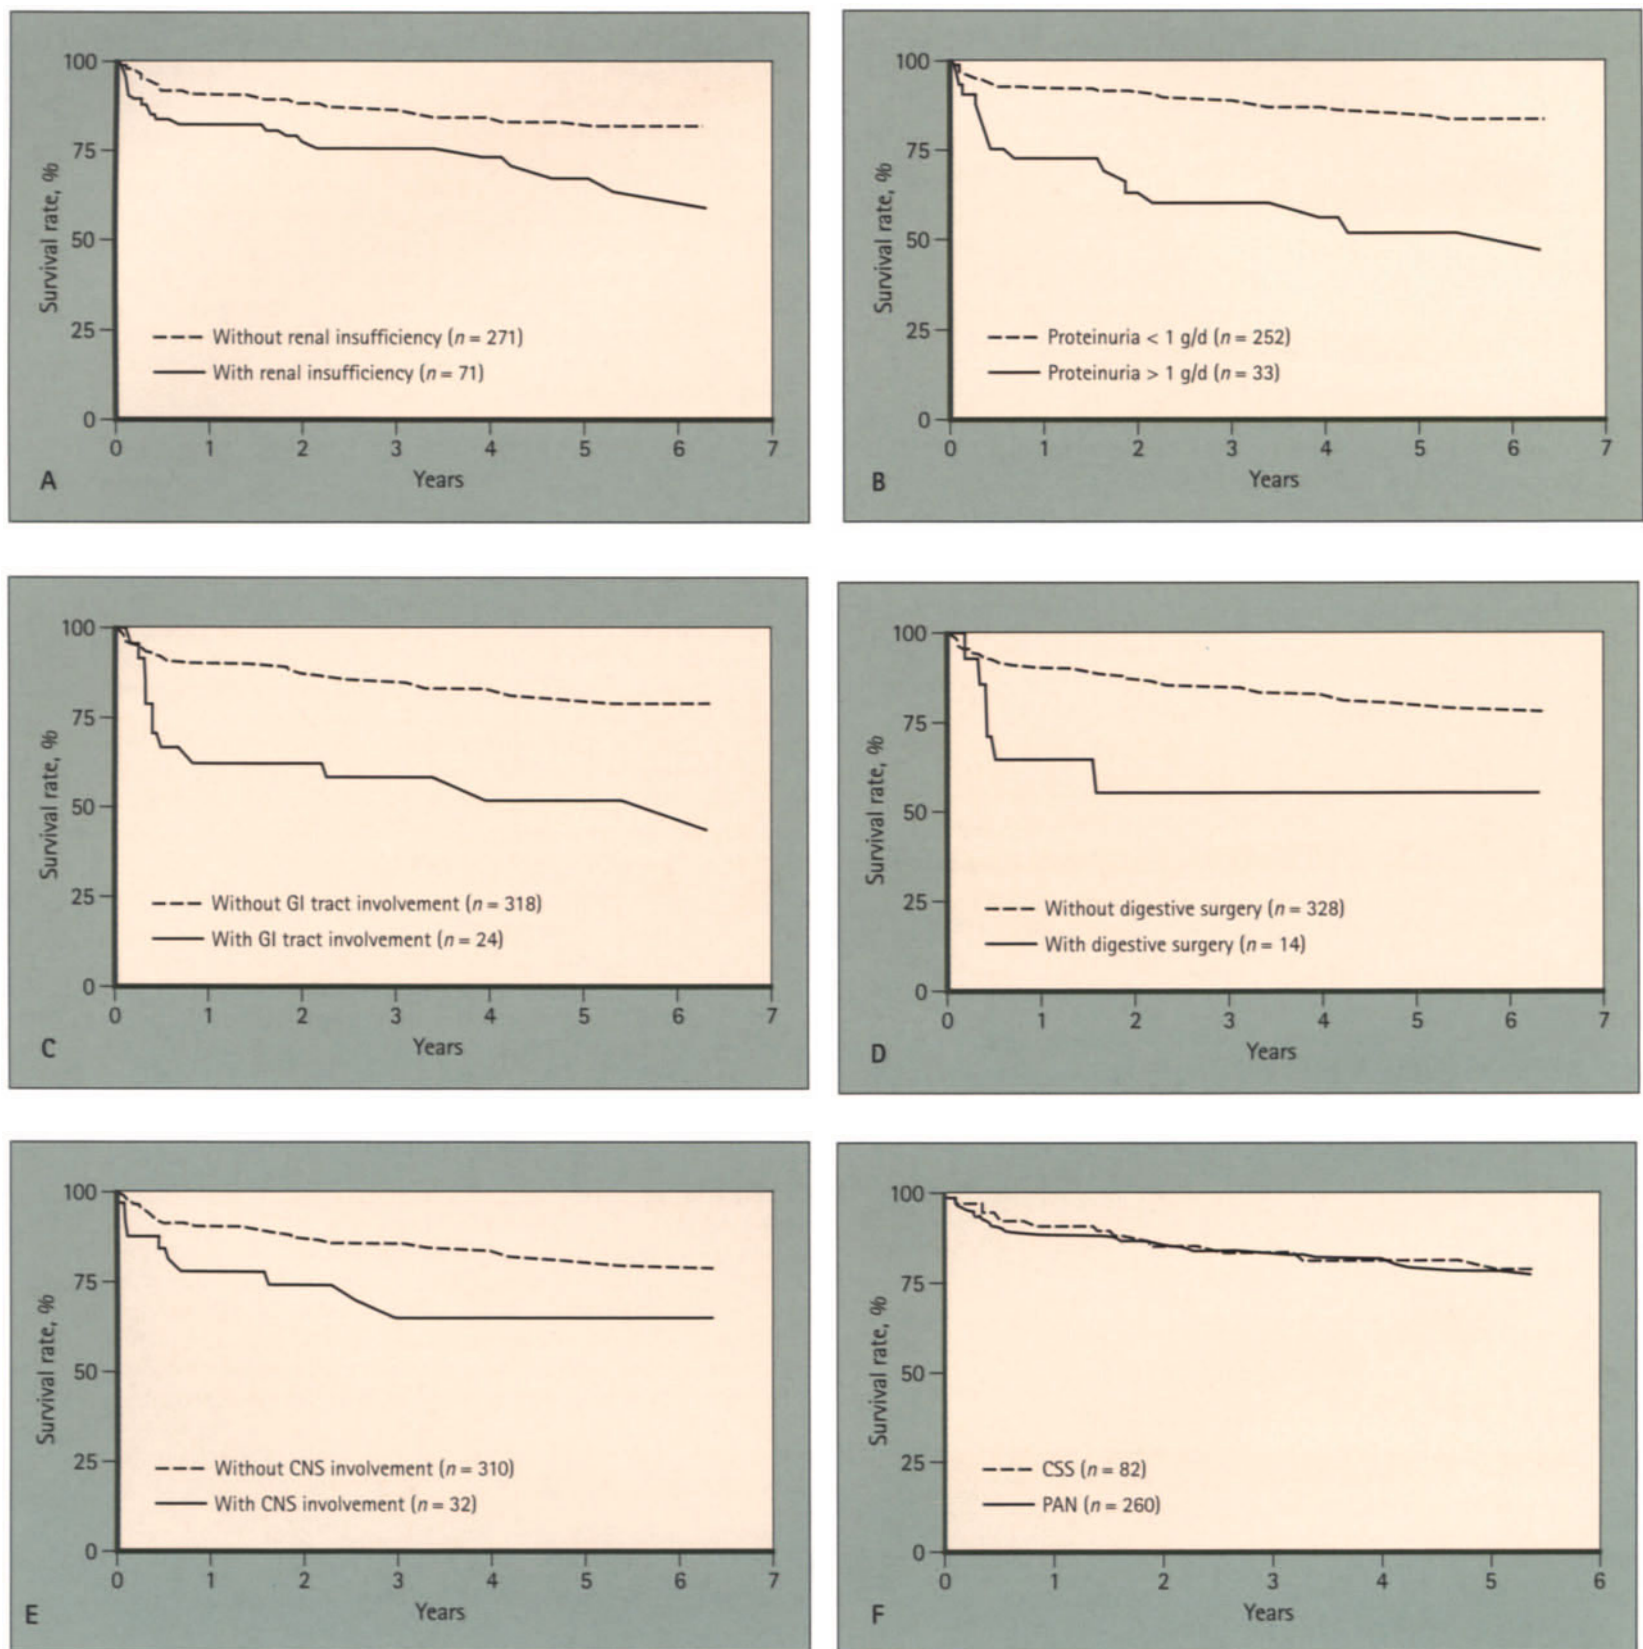 100
75
50
25
0
Survival rate, %
Without renal insufficiency (n = 271)
With renal insufficiency (n = 71)
0 1 2 3 4 5 6 7
Years
A
100
75
50
25
0
Survival rate, %
Proteinuria < 1 g/d (n = 252)
Proteinuria > 1 g/d (n = 33)
0 1 2 3 4 5 6 7
Years
B
100
75
50
25
0
Survival rate, %
Without GI tract involvement (n = 318)
With GI tract involvement (n = 24)
0 1 2 3 4 5 6 7
Years
C
100
75
50
25
0
Survival rate, %
Without digestive surgery (n = 328)
With digestive surgery (n = 14)
0 1 2 3 4 5 6 7
Years
D
100
75
50
25
0
Survival rate, %
Without CNS involvement (n = 310)
With CNS involvement (n = 32)
0 1 2 3 4 5 6 7
Years
E
100
75
50
25
0
Survival rate, %
CSS (n = 82)
PAN (n = 260)
0 1 2 3 4 5 6
Years
F